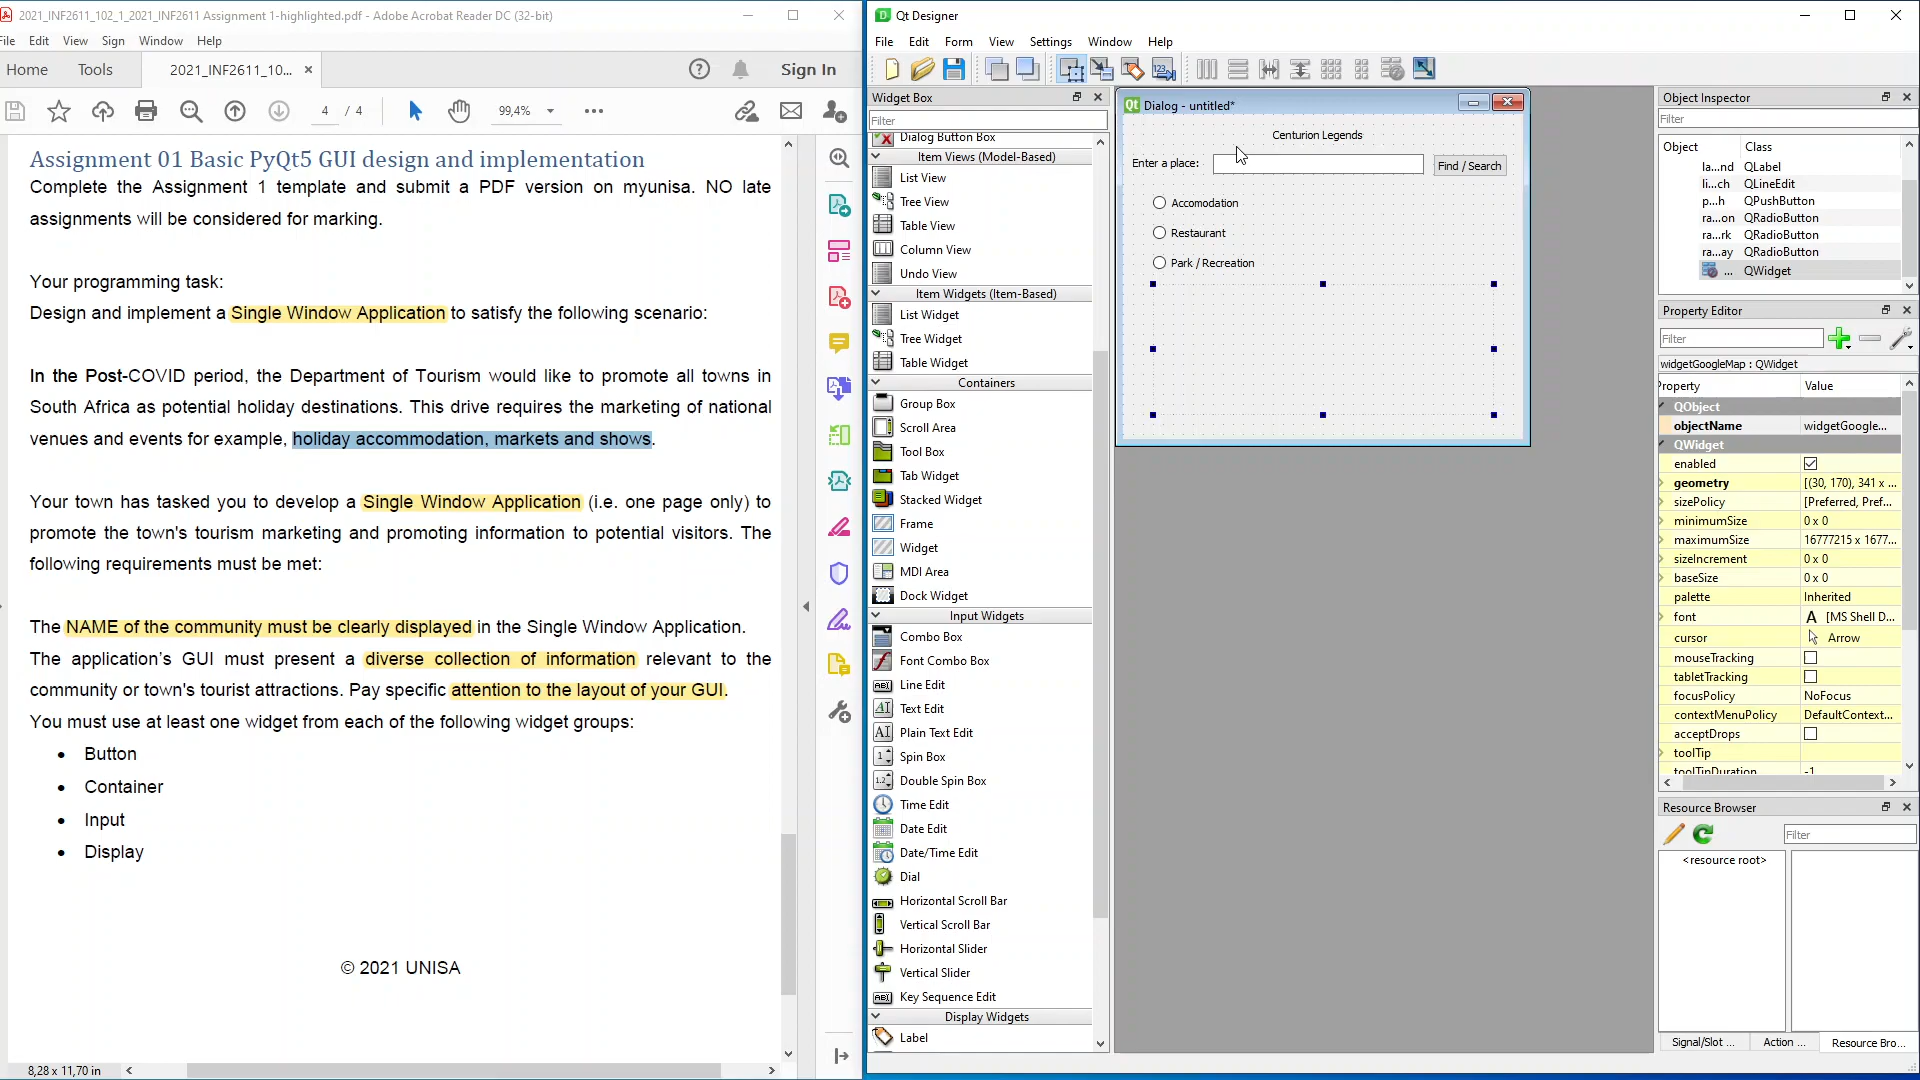 2021_INF2611_102_1_2021_INF2611 Assignment 1-highlighted.pdf - Adobe Acrobat Reader DC (32-bit)
File Edit View Sign Window Help
Home Tools 2021_INF2611_10... × Sign In
4 / 4 99,4%
Assignment 01 Basic PyQt5 GUI design and implementation
Complete the Assignment 1 template and submit a PDF version on myunisa. NO late
assignments will be considered for marking.
Your programming task:
Design and implement a Single Window Application to satisfy the following scenario:
In the Post-COVID period, the Department of Tourism would like to promote all towns in
South Africa as potential holiday destinations. This drive requires the marketing of national
venues and events for example, holiday accommodation, markets and shows.
Your town has tasked you to develop a Single Window Application (i.e. one page only) to
promote the town's tourism marketing and promoting information to potential visitors. The
following requirements must be met:
The NAME of the community must be clearly displayed in the Single Window Application.
The application's GUI must present a diverse collection of information relevant to the
community or town's tourist attractions. Pay specific attention to the layout of your GUI.
You must use at least one widget from each of the following widget groups:
• Button
• Container
• Input
• Display
© 2021 UNISA
8,28 x 11,70 in
Qt Designer
File Edit Form View Settings Window Help
Widget Box
Filter
Dialog Button Box
Item Views (Model-Based)
List View
Tree View
Table View
Column View
Undo View
Item Widgets (Item-Based)
List Widget
Tree Widget
Table Widget
Containers
Group Box
Scroll Area
Tool Box
Tab Widget
Stacked Widget
Frame
Widget
MDI Area
Dock Widget
Input Widgets
Combo Box
Font Combo Box
Line Edit
Text Edit
Plain Text Edit
Spin Box
Double Spin Box
Time Edit
Date Edit
Date/Time Edit
Dial
Horizontal Scroll Bar
Vertical Scroll Bar
Horizontal Slider
Vertical Slider
Key Sequence Edit
Display Widgets
Label
Dialog - untitled*
Centurion Legends
Enter a place: Find / Search
Accomodation
Restaurant
Park / Recreation
Object Inspector
Filter
Object Class
la...nd QLabel
li...ch QLineEdit
p...h QPushButton
ra...on QRadioButton
ra...rk QRadioButton
ra...ay QRadioButton
... QWidget
Property Editor
Filter
widgetGoogleMap : QWidget
Property Value
QObject
objectName widgetGoogle...
QWidget
enabled
geometry [(30, 170), 341 x ...
sizePolicy [Preferred, Pref...
minimumSize 0 x 0
maximumSize 16777215 x 1677...
sizeIncrement 0 x 0
baseSize 0 x 0
palette Inherited
font A [MS Shell D...
cursor Arrow
mouseTracking
tabletTracking
focusPolicy NoFocus
contextMenuPolicy DefaultContext...
acceptDrops
toolTip
toolTipDuration -1
Resource Browser
Filter
<resource root>
Signal/Slot ... Action ... Resource Bro...